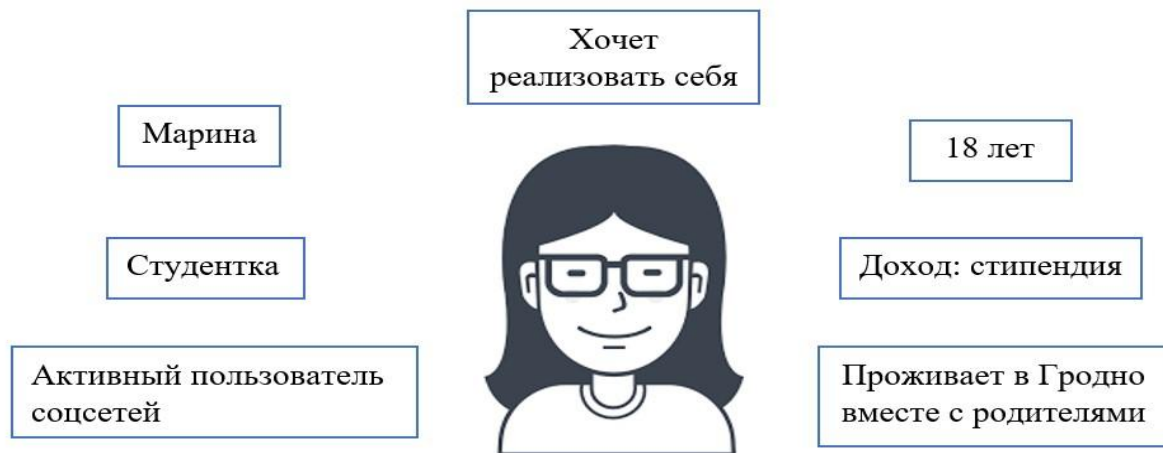 Хочет
реализовать себя
Марина
18 лет
Студентка
Доход: стипендия
Активный пользователь
соцсетей
Проживает в Гродно
вместе с родителями